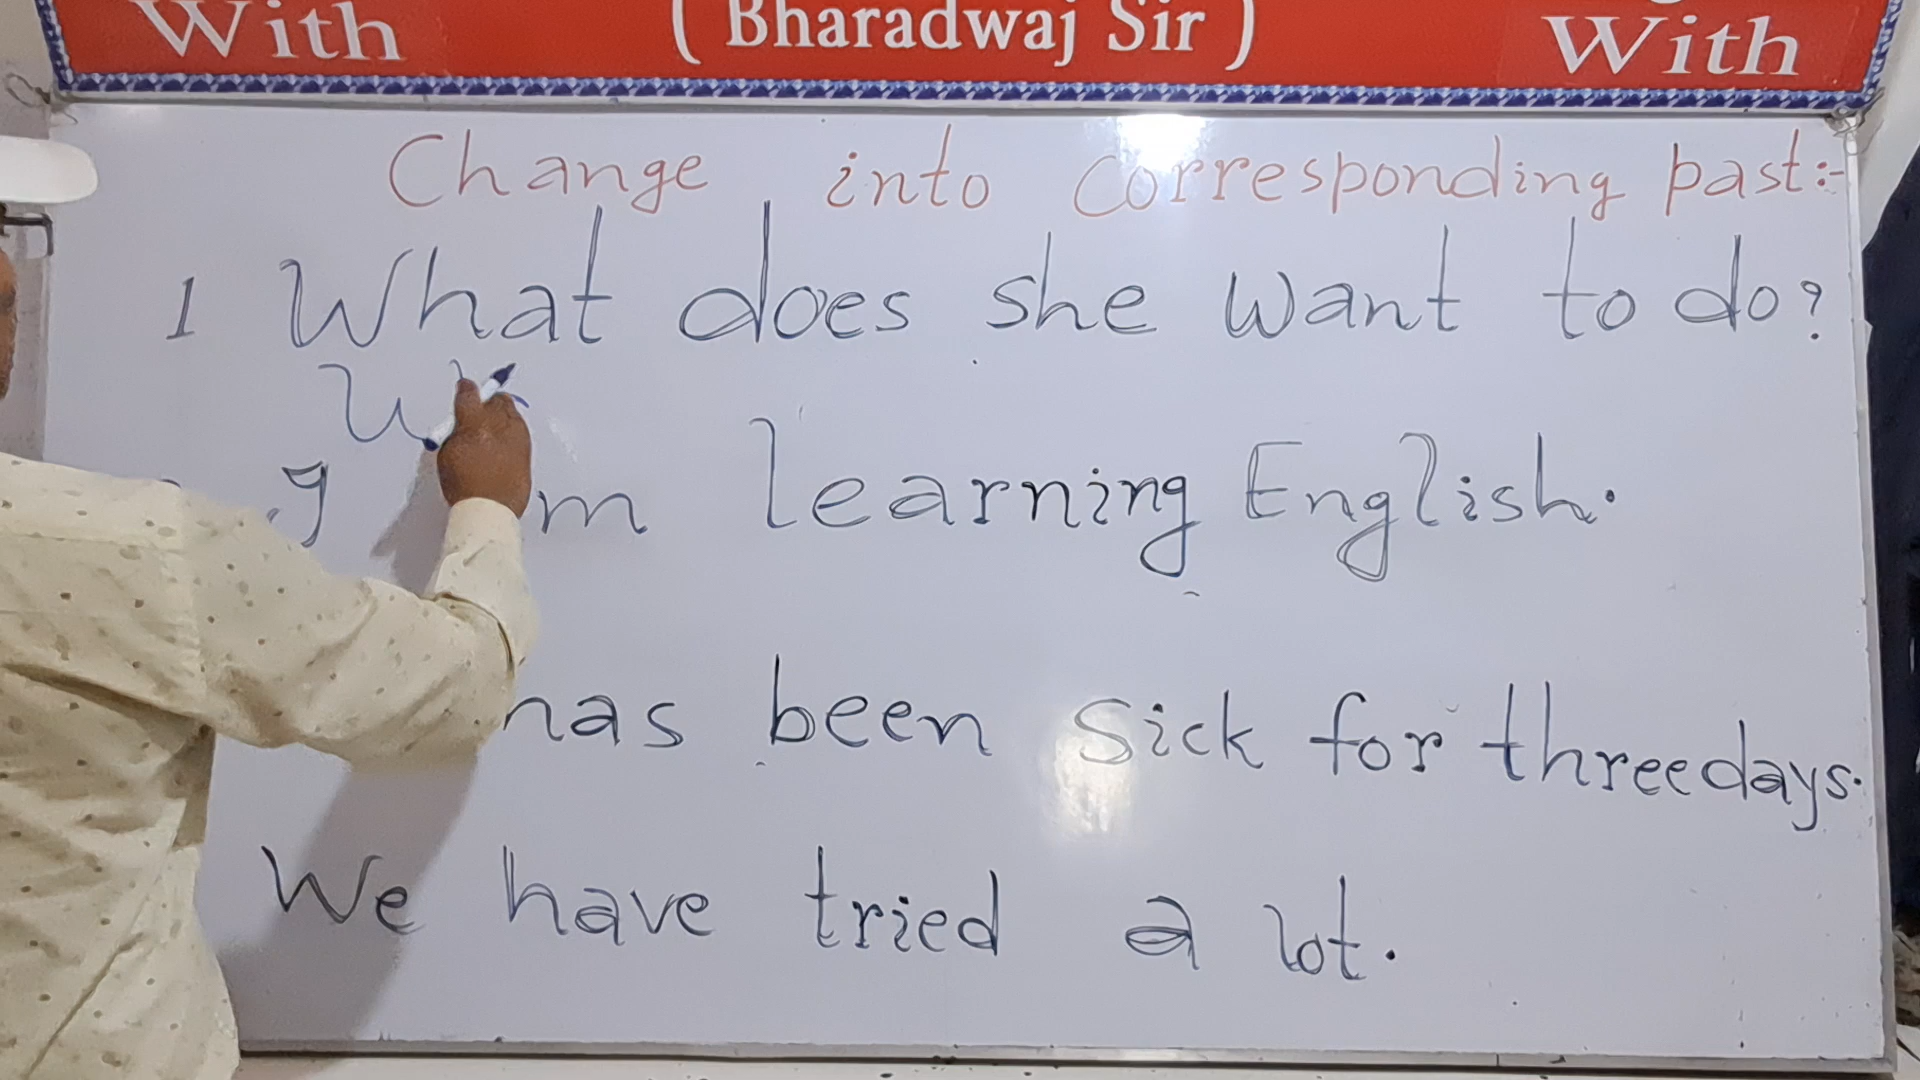 With ( Bharadwaj Sir ) With
Change into Corresponding past:-
1 What does she want to do?
W
I m learning English.
has been Sick for three days.
We have tried a lot.